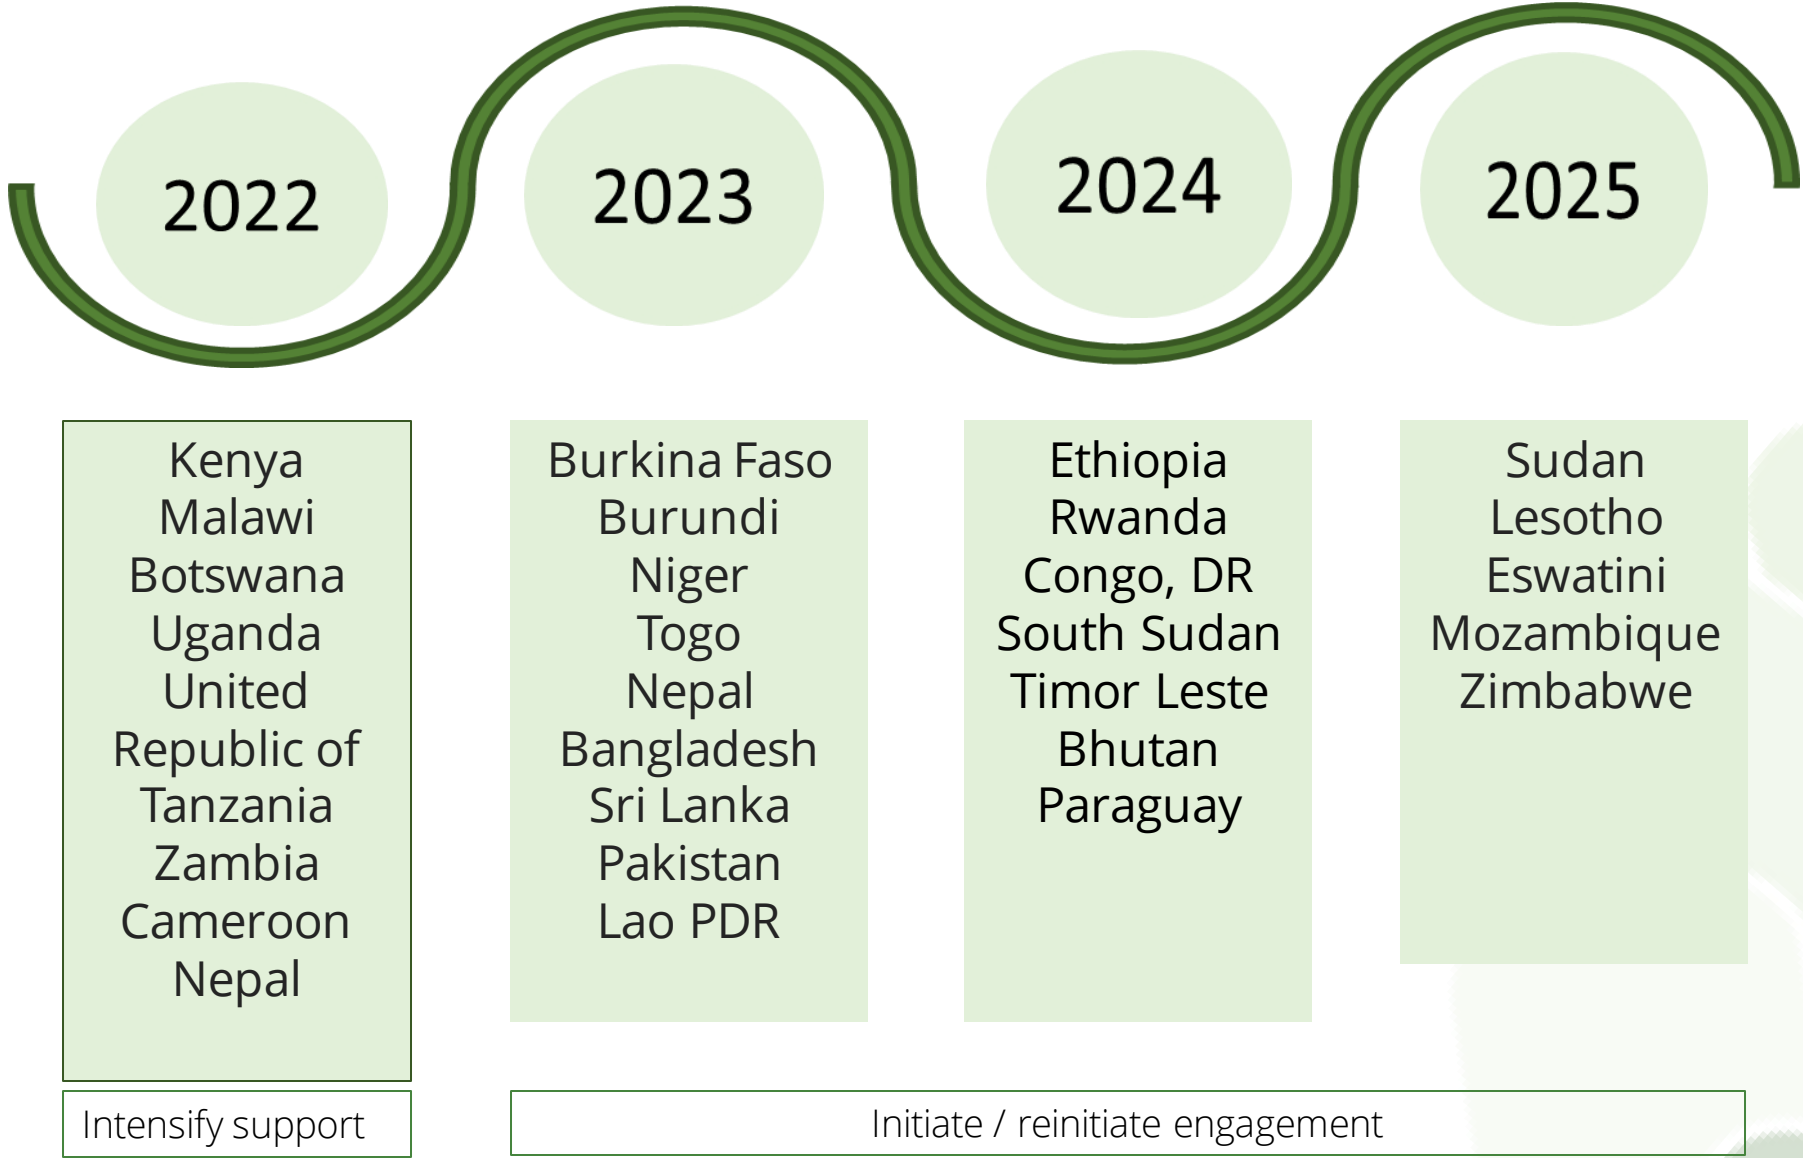 2022
2023
2024
2025
Kenya
Malawi
Botswana
Uganda
United
Republic of
Tanzania
Zambia
Cameroon
Nepal
Burkina Faso
Burundi
Niger
Togo
Nepal
Bangladesh
Sri Lanka
Pakistan
Lao PDR
Ethiopia
Rwanda
Congo, DR
South Sudan
Timor Leste
Bhutan
Paraguay
Sudan
Lesotho
Eswatini
Mozambique
Zimbabwe
Intensify support
Initiate / reinitiate engagement